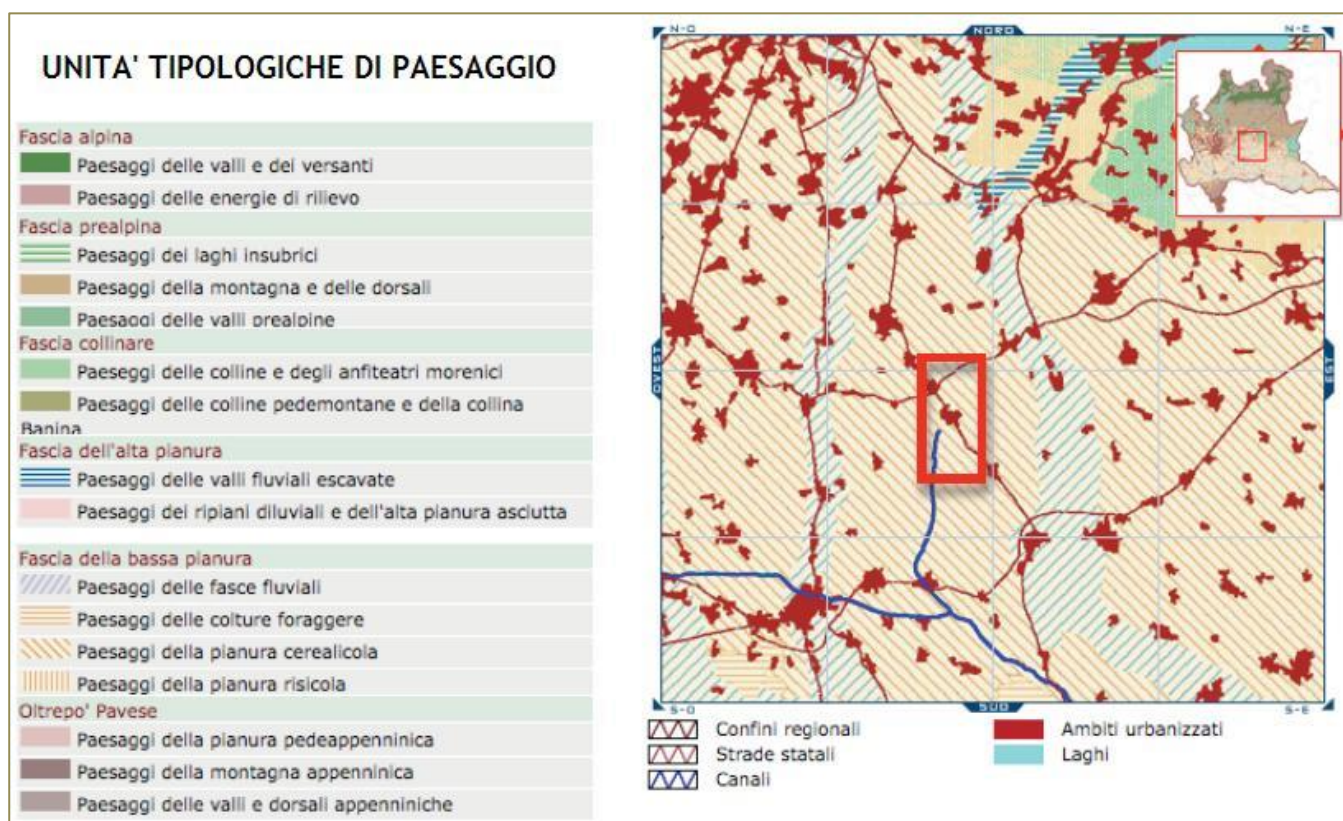 UNITA' TIPOLOGICHE DI PAESAGGIO
Fascia alpina
Paesaggi delle valli e dei versanti
Paesaggi delle energie di rilievo
Fascia prealpina
Paesaggi dei laghi insubrici
Paesaggi della montagna e delle dorsali
Paesaggi delle valli prealpine
Fascia collinare
Paeseggi delle colline e degli anfiteatri morenici
Paesaggi delle colline pedemontane e della collina
Banina
Fascia dell'alta pianura
Paesaggi delle valli fluviali escavate
Paesaggi dei ripiani diluviali e dell'alta pianura asciutta
Fascia della bassa pianura
Paesaggi delle fasce fluviali
Paesaggi delle colture foraggere
Paesaggi della pianura cerealicola
Paesaggi della pianura risicola
Oltrepo' Pavese
Paesaggi della pianura pedeappenninica
Paesaggi della montagna appenninica
Paesaggi delle valli e dorsali appenniniche
N-O
NORD
N-E
OVEST
EST
S-O
SUD
S-E
Confini regionali
Strade statali
Canali
Ambiti urbanizzati
Laghi